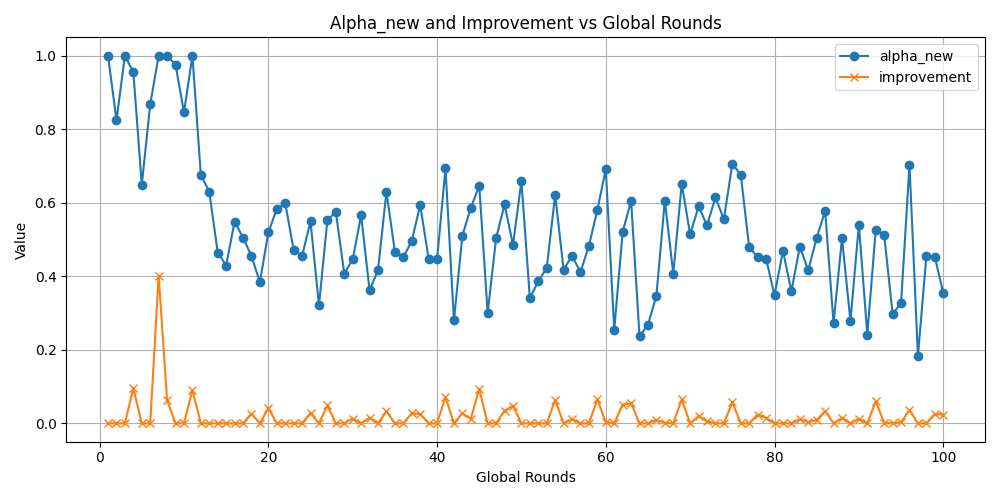 Alpha_new and Improvement vs Global Rounds
alpha_new
improvement
1.0
0.8
0.6
0.4
0.2
0.0
Value
0 20 40 60 80 100
Global Rounds